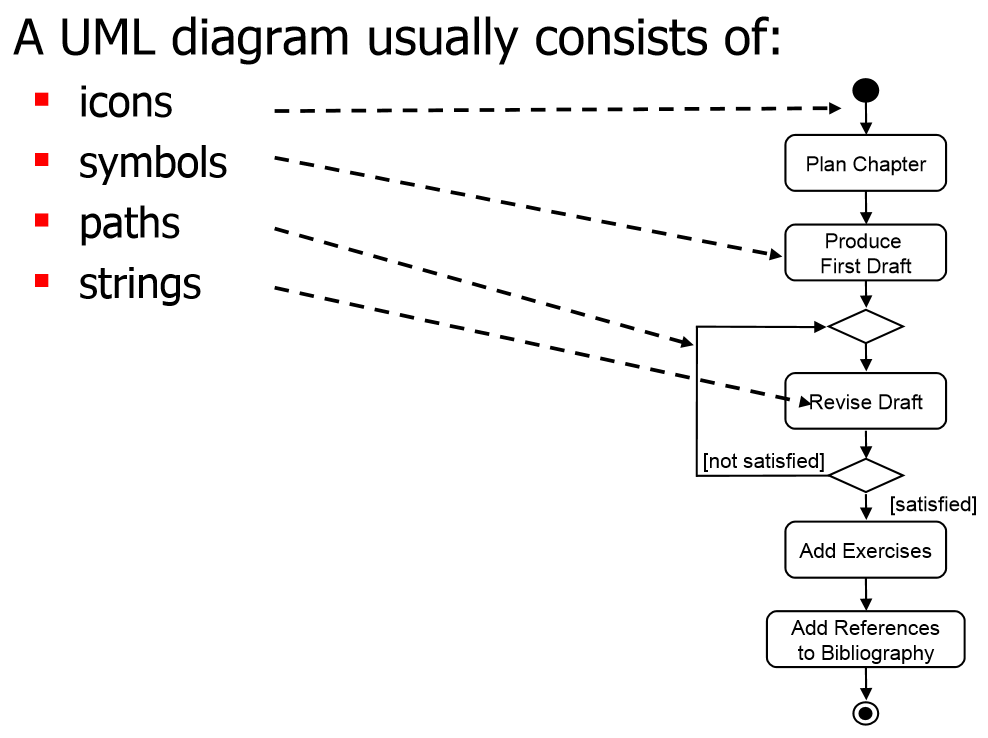 A UML diagram usually consists of:
icons
symbols
paths
strings
Plan Chapter
Produce
First Draft
Revise Draft
[not satisfied]
[satisfied]
Add Exercises
Add References
to Bibliography